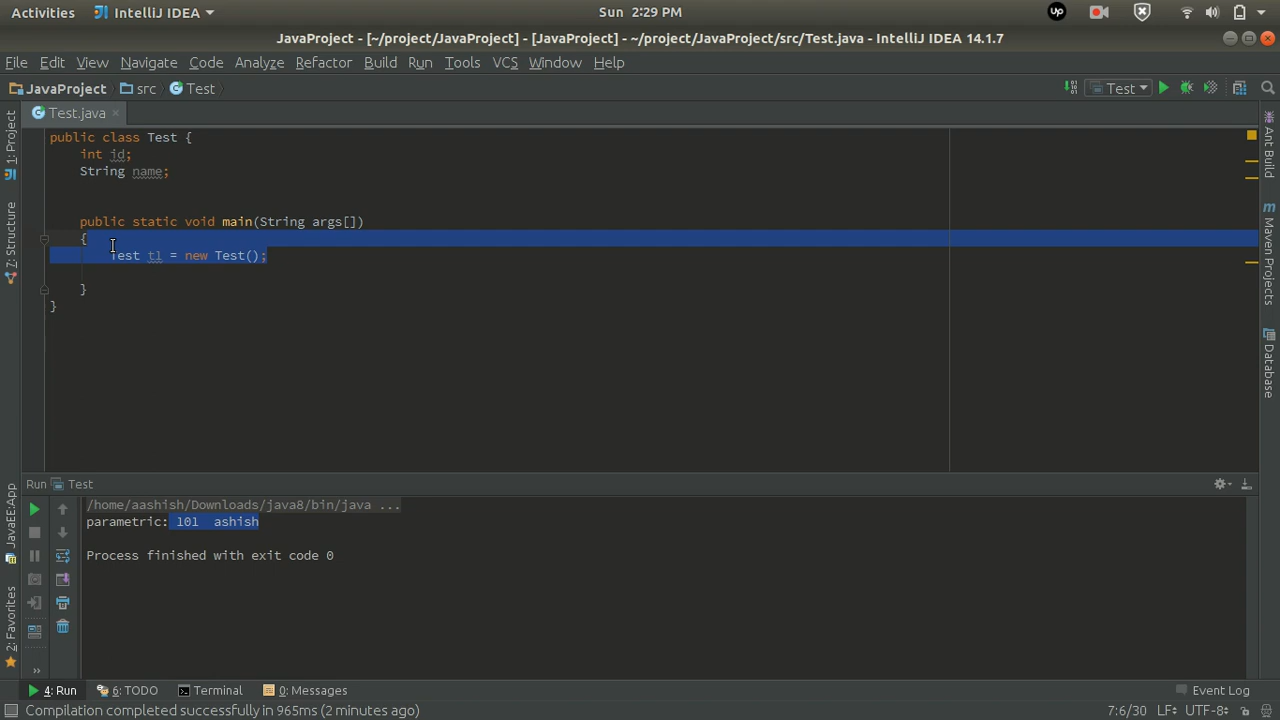 Activities IntelliJ IDEA Sun 2:29 PM UP
JavaProject - [~/project/JavaProject] - [JavaProject] - ~/project/JavaProject/src/Test.java - IntelliJ IDEA 14.1.7
File Edit View Navigate Code Analyze Refactor Build Run Tools VCS Window Help
JavaProject src Test Test
Test.java
1: Project
7: Structure
JavaEE:App
2: Favorites
public class Test {
int id;
String name;
public static void main(String args[])
{
Test t1 = new Test();
}
}
Ant Build
Maven Projects
Database
Run Test
/home/aashish/Downloads/java8/bin/java ...
parametric: 101 ashish
Process finished with exit code 0
4: Run 6: TODO Terminal 0: Messages Event Log
Compilation completed successfully in 965ms (2 minutes ago) 7:6/30 LF UTF-8